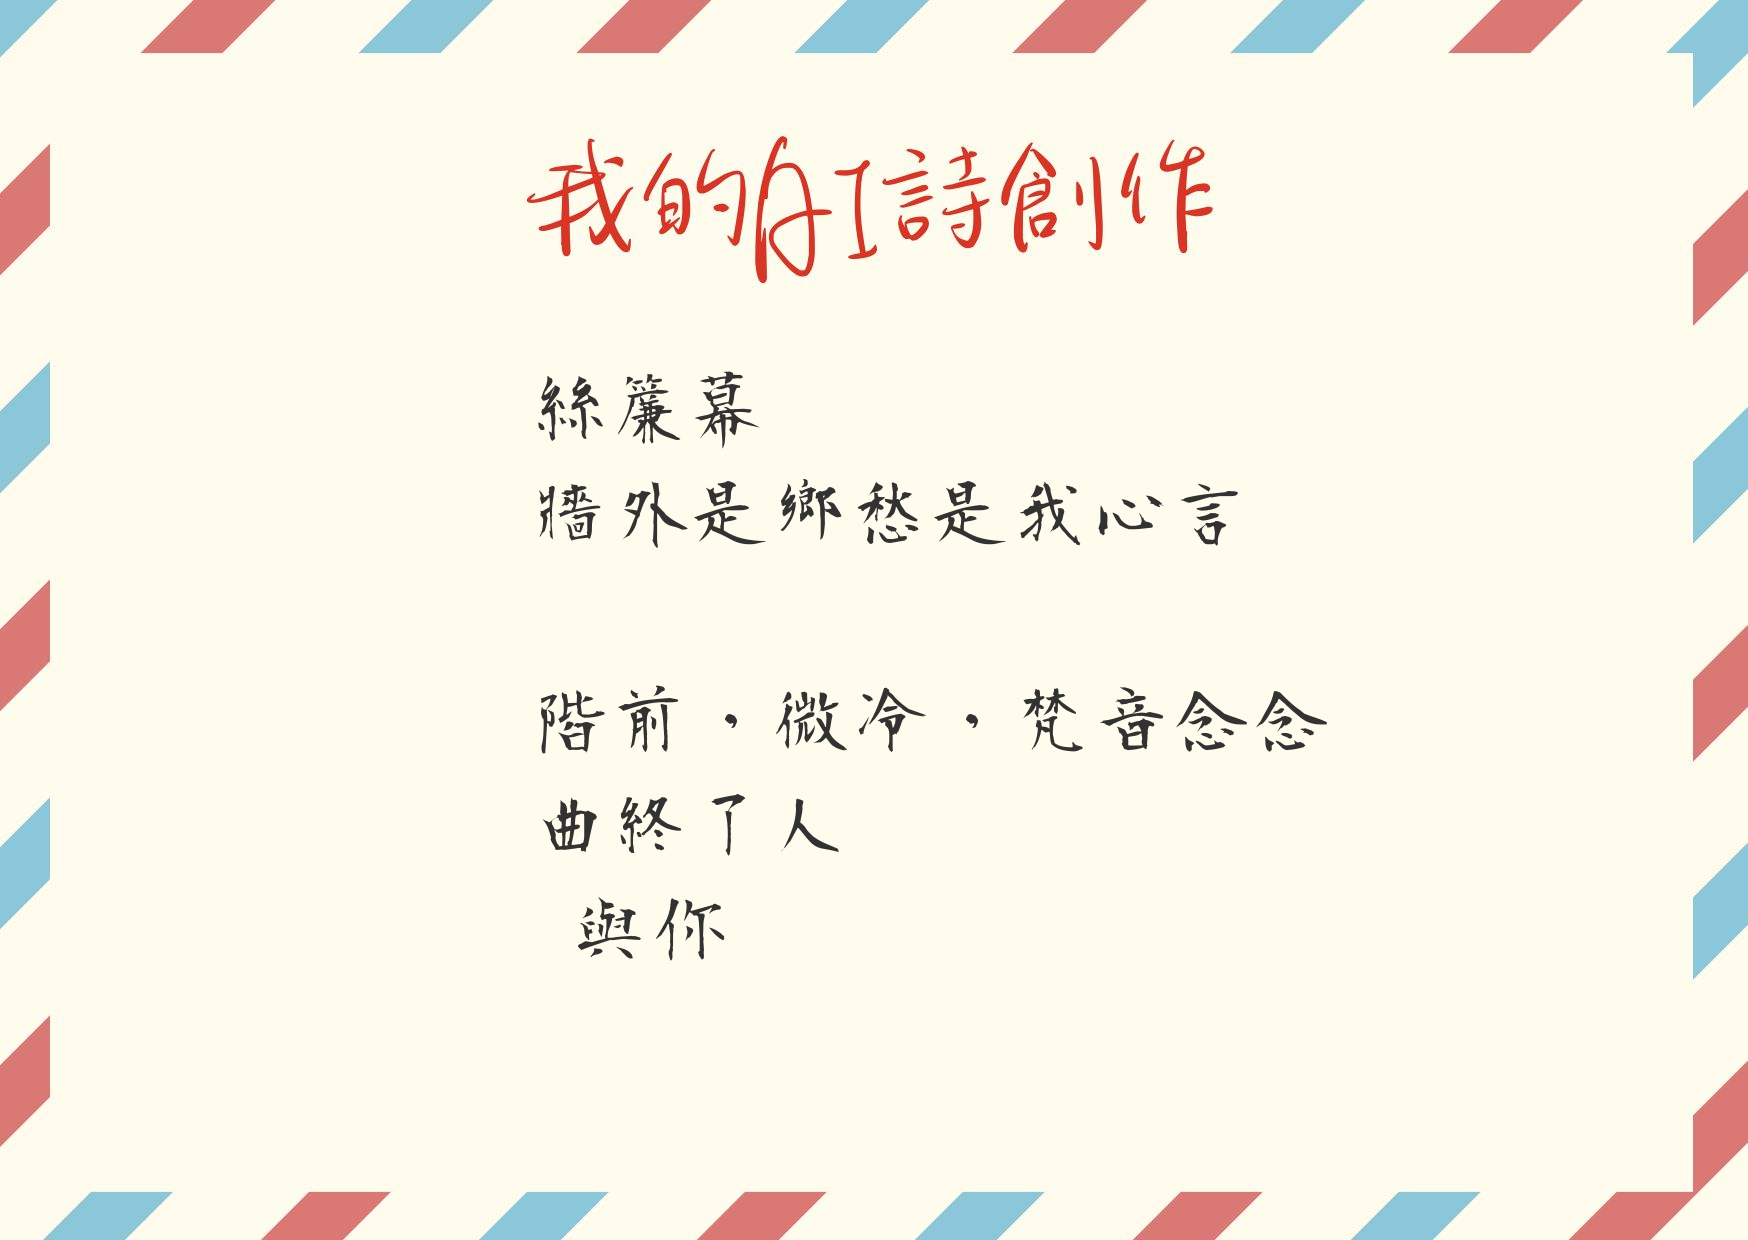 我的AI詩創作
絲簾幕
牆外是鄉愁是我心言
階前，微冷，梵音念念
曲終了人
與你